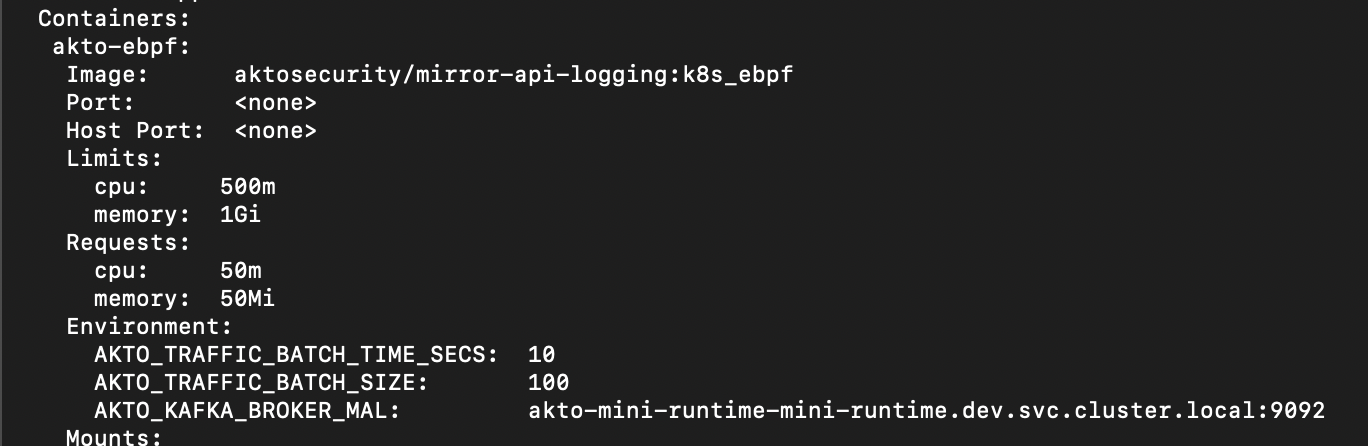 Containers:
akto-ebpf:
Image: aktosecurity/mirror-api-logging:k8s_ebpf
Port: <none>
Host Port: <none>
Limits:
cpu: 500m
memory: 1Gi
Requests:
cpu: 50m
memory: 50Mi
Environment:
AKTO_TRAFFIC_BATCH_TIME_SECS: 10
AKTO_TRAFFIC_BATCH_SIZE: 100
AKTO_KAFKA_BROKER_MAL: akto-mini-runtime-mini-runtime.dev.svc.cluster.local:9092
Mounts: